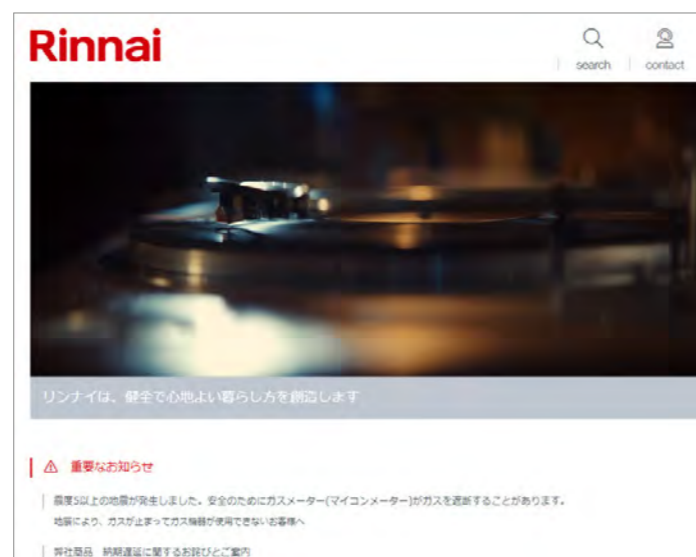 Rinnai
search
contact
リンナイは、健全で心地よい暮らし方を創造します
重要なお知らせ
震度5以上の地震が発生しました。安全のためにガスメーター(マイコンメーター)がガスを遮断することがあります。
地震により、ガスが止まってガス機器が使用できないお客様へ
弊社商品 納期遅延に関するお詫びとご案内